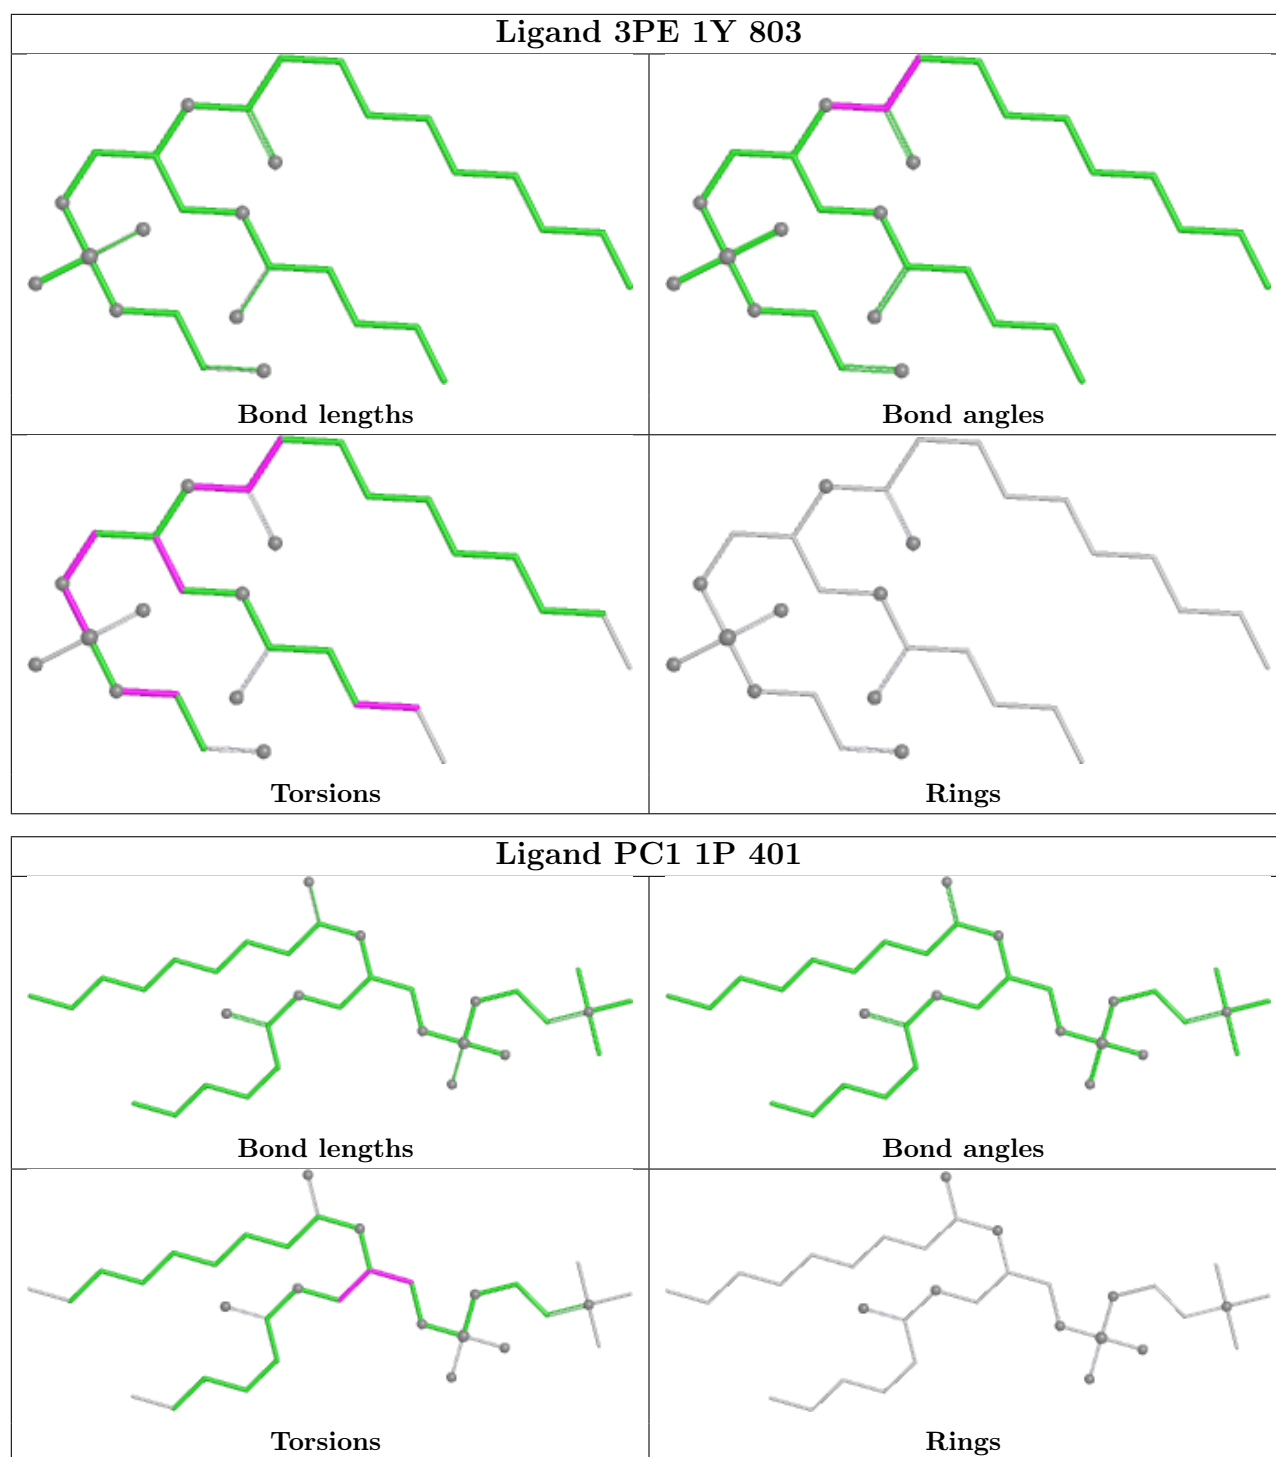 Ligand 3PE 1Y 803
Bond lengths
Bond angles
Torsions
Rings
Ligand PC1 1P 401
Bond lengths
Bond angles
Torsions
Rings